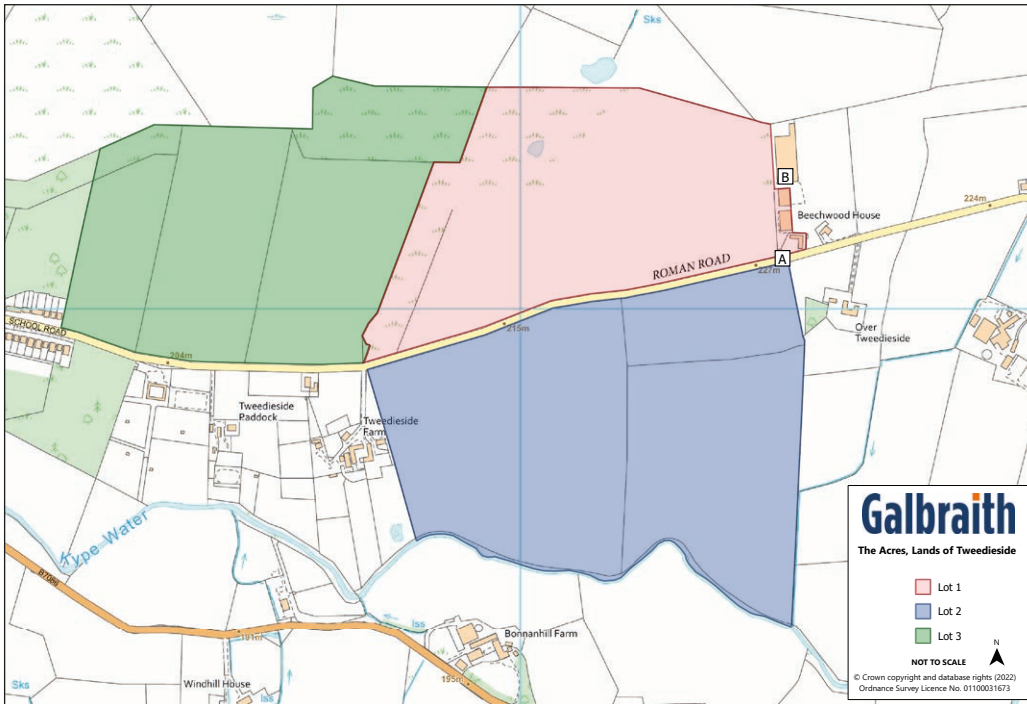 Sks
B
Beechwood House
224m
ROMAN ROAD
A
227m
SCHOOL ROAD
215m
Over
Tweedieside
204m
Tweedieside
Paddock
Tweedieside
Farm
Kype Water
B7086
Iss
191m
Bonnanhill Farm
Windhill House
195m
Sks
Iss
Galbraith
The Acres, Lands of Tweedieside
Lot 1
Lot 2
Lot 3
N
NOT TO SCALE
© Crown copyright and database rights (2022)
Ordnance Survey Licence No. 01100031673